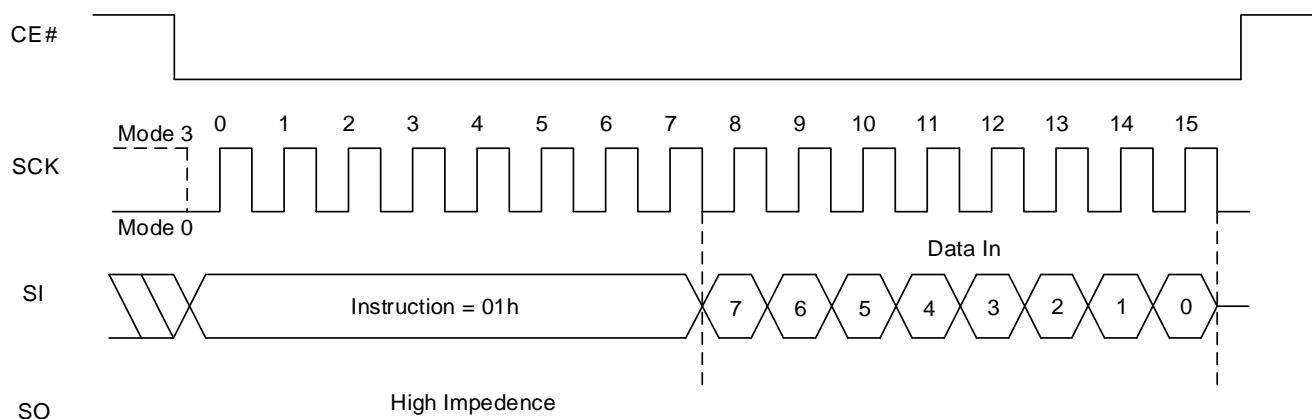 CE#
Mode 3
0 1 2 3 4 5 6 7 8 9 10 11 12 13 14 15
SCK
Mode 0
Data In
SI
Instruction = 01h
7 6 5 4 3 2 1 0
High Impedence
SO